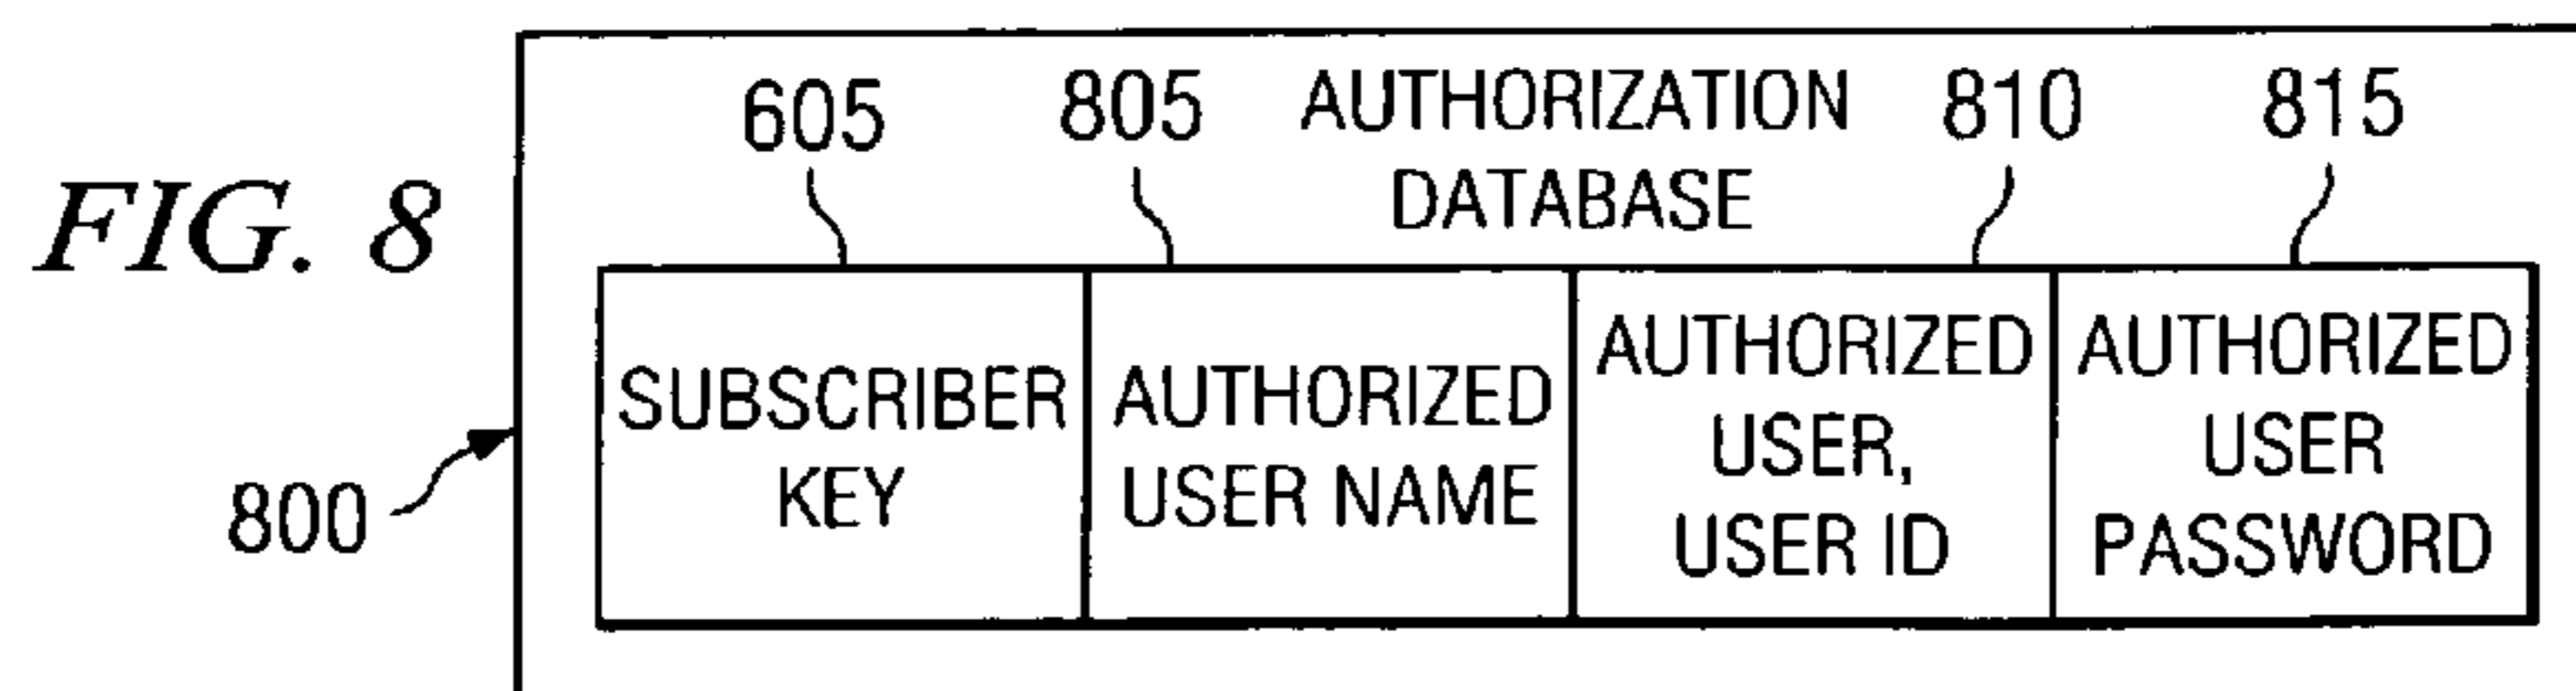 FIG. 8
605 805 AUTHORIZATION 810 815
DATABASE
SUBSCRIBER
KEY
AUTHORIZED
USER NAME
AUTHORIZED
USER,
USER ID
AUTHORIZED
USER
PASSWORD
800